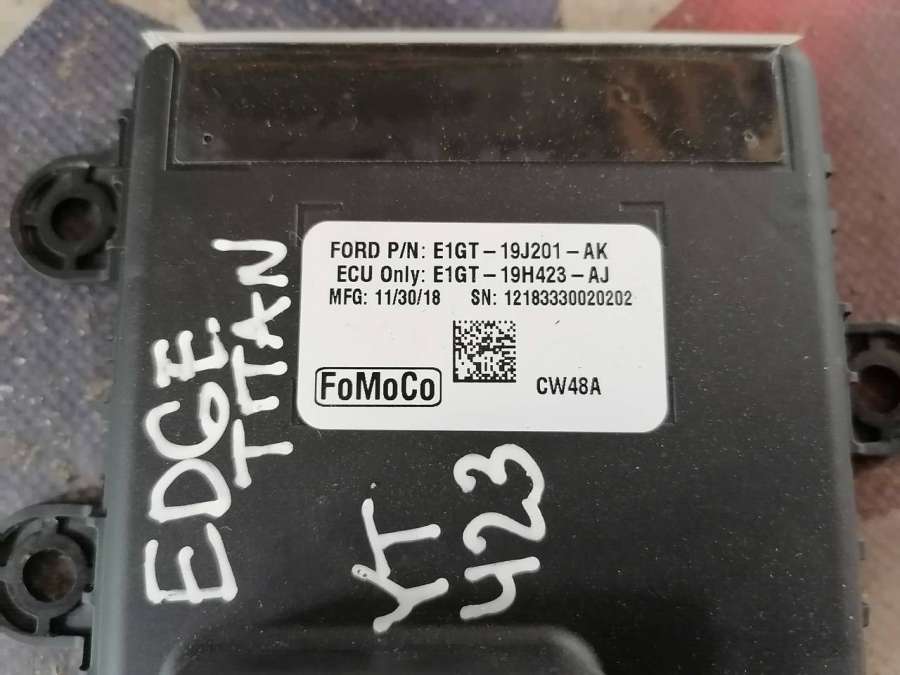 FORD P/N: E1GT-19J201-AK
ECU Only: E1GT-19H423-AJ
MFG: 11/30/18 SN: 12183330020202
FoMoCo
CW48A
EDGE
TITAN
YT
423